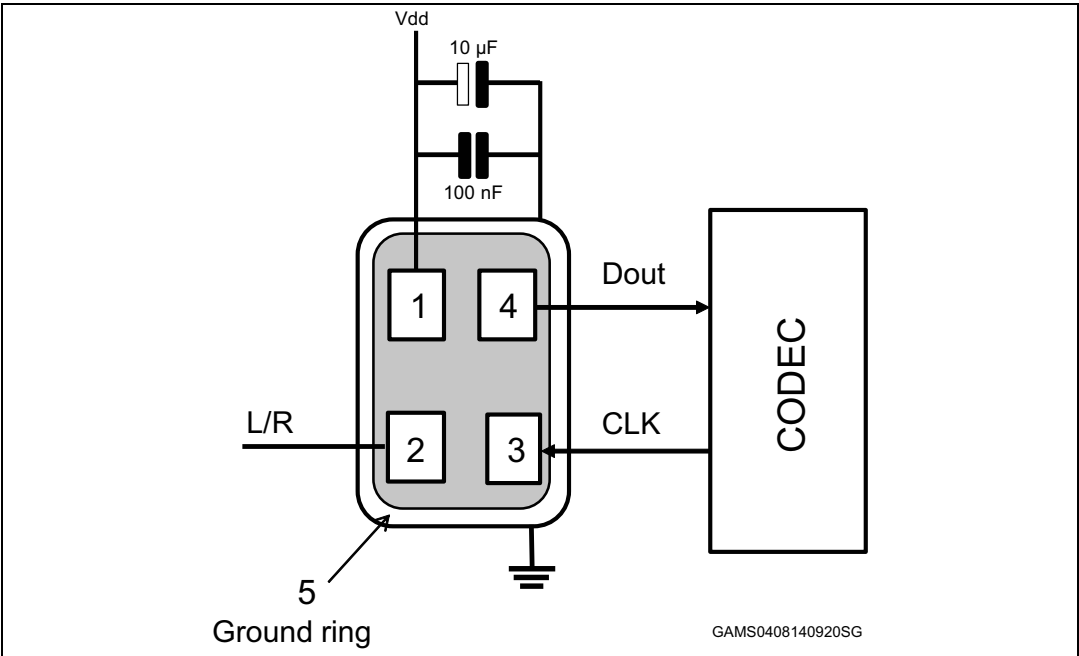 Vdd
10 µF
100 nF
1
4
Dout
L/R
2
3
CLK
CODEC
5
Ground ring
GAMS0408140920SG